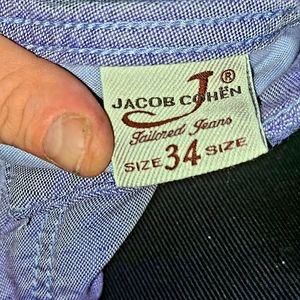 J®
JACOB COHËN
Tailored Jeans
SIZE 34 SIZE